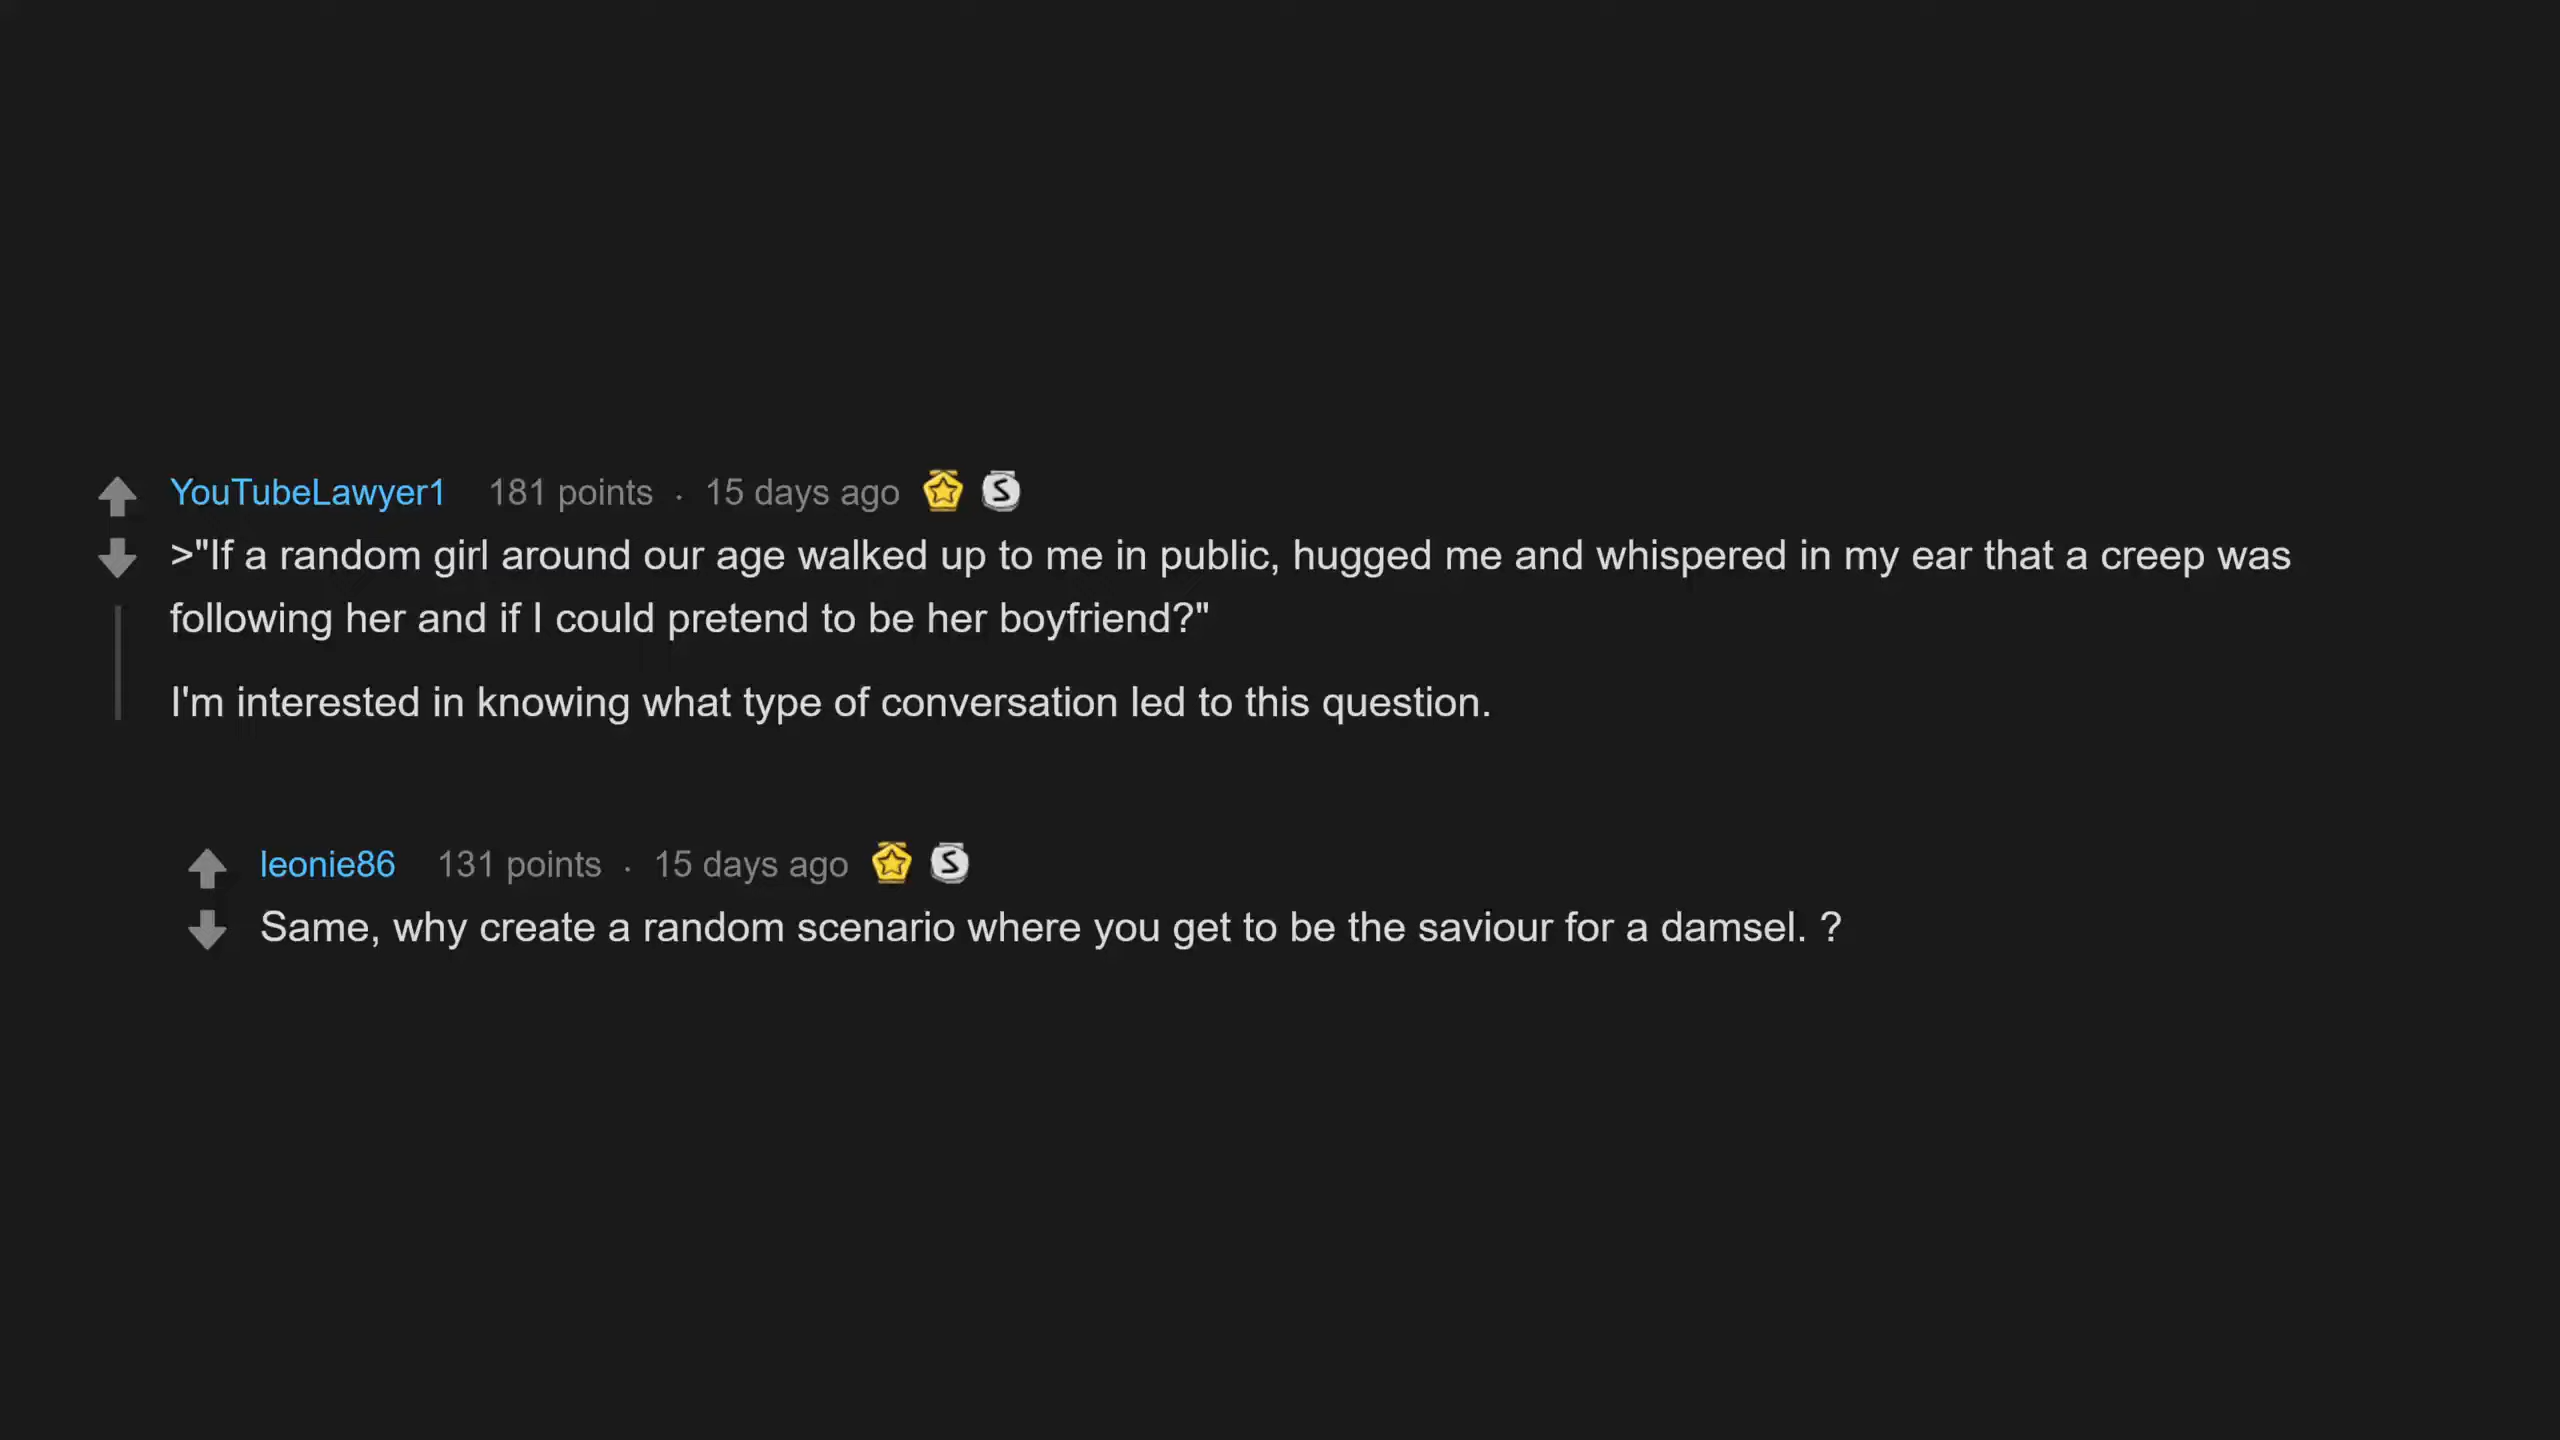 YouTubeLawyer1 181 points · 15 days ago
>"If a random girl around our age walked up to me in public, hugged me and whispered in my ear that a creep was
following her and if I could pretend to be her boyfriend?"
I'm interested in knowing what type of conversation led to this question.
leonie86 131 points · 15 days ago
Same, why create a random scenario where you get to be the saviour for a damsel. ?